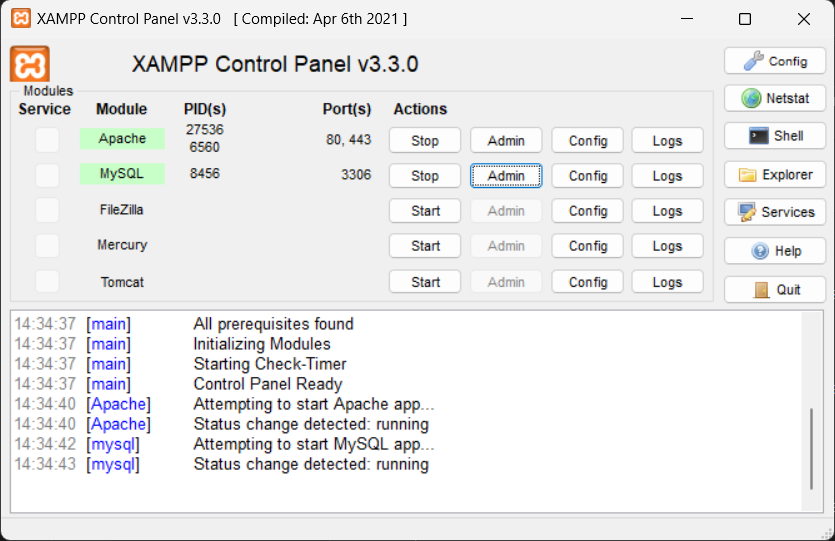 XAMPP Control Panel v3.3.0 [ Compiled: Apr 6th 2021 ]
XAMPP Control Panel v3.3.0
Config
Modules
Service Module PID(s) Port(s) Actions
Netstat
Apache 27536 6560 80, 443 Stop Admin Config Logs
Shell
MySQL 8456 3306 Stop Admin Config Logs
Explorer
FileZilla Start Admin Config Logs
Services
Mercury Start Admin Config Logs
Help
Tomcat Start Admin Config Logs
Quit
14:34:37 [main] All prerequisites found
14:34:37 [main] Initializing Modules
14:34:37 [main] Starting Check-Timer
14:34:37 [main] Control Panel Ready
14:34:40 [Apache] Attempting to start Apache app...
14:34:40 [Apache] Status change detected: running
14:34:42 [mysql] Attempting to start MySQL app...
14:34:43 [mysql] Status change detected: running